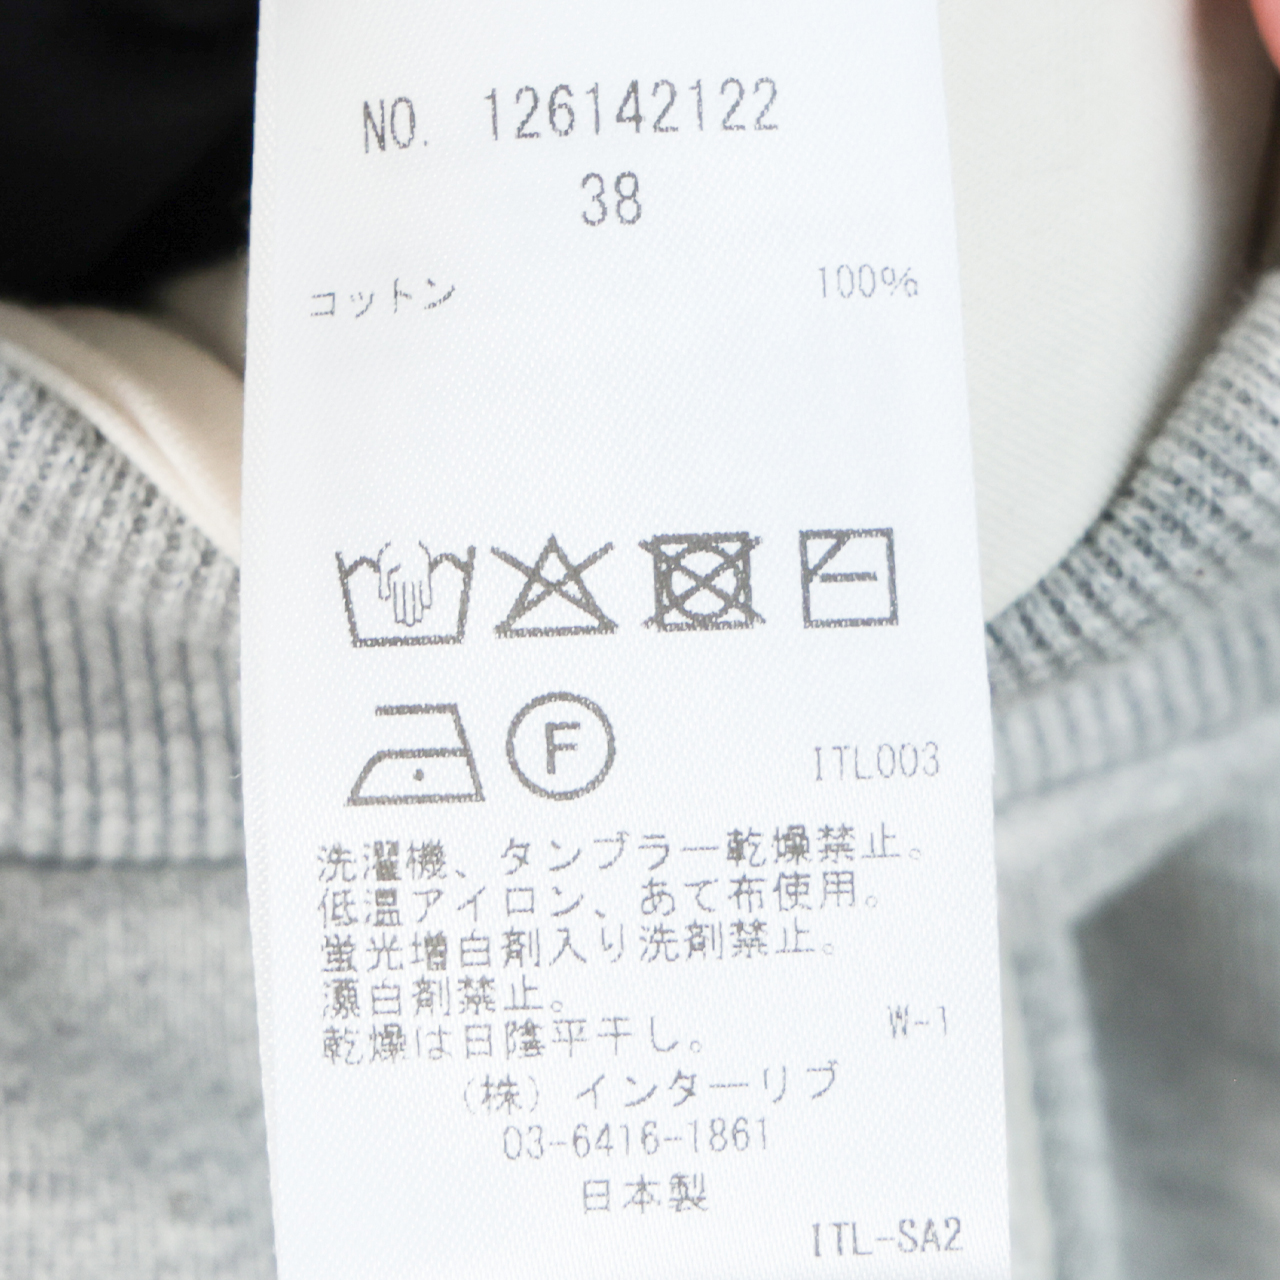 NO. 126142122
38
コットン 100%
F
ITL003
洗濯機、タンブラー乾燥禁止。
低温アイロン、あて布使用。
蛍光増白剤入り洗剤禁止。
漂白剤禁止。
乾燥は日陰平干し。
W-1
(株) インターリブ
03-6416-1861
日本製
ITL-SA2